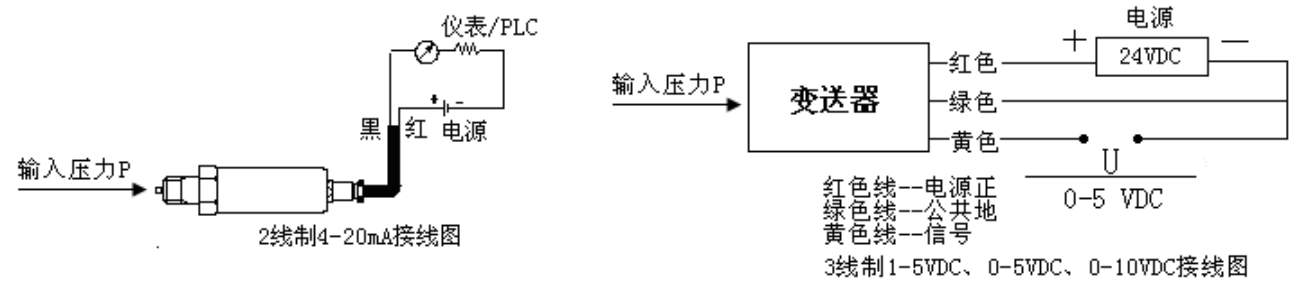 仪表/PLC
+ -
黑 红 电源
输入压力P
2线制4-20mA接线图
电源
+ 24VDC —
输入压力P
变送器
红色
绿色
黄色
U
0-5 VDC
红色线--电源正
绿色线--公共地
黄色线--信号
3线制1-5VDC、0-5VDC、0-10VDC接线图